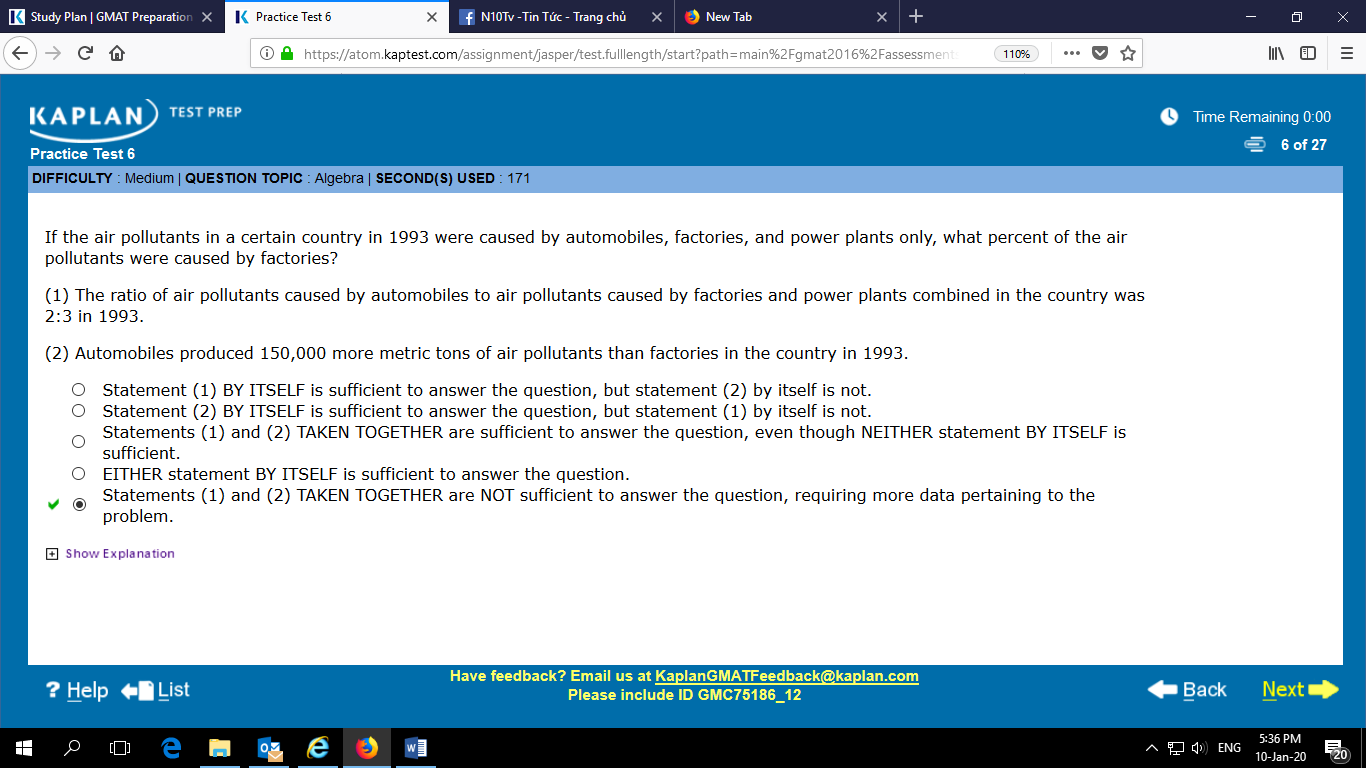 Study Plan | GMAT Preparation
Practice Test 6
N10Tv -Tin Tức - Trang chủ
New Tab
https://atom.kaptest.com/assignment/jasper/test.fulllength/start?path=main%2Fgmat2016%2Fassessment
110%
KAPLAN TEST PREP
Practice Test 6
Time Remaining 0:00
6 of 27
DIFFICULTY : Medium | QUESTION TOPIC : Algebra | SECOND(S) USED : 171
If the air pollutants in a certain country in 1993 were caused by automobiles, factories, and power plants only, what percent of the air
pollutants were caused by factories?
(1) The ratio of air pollutants caused by automobiles to air pollutants caused by factories and power plants combined in the country was
2:3 in 1993.
(2) Automobiles produced 150,000 more metric tons of air pollutants than factories in the country in 1993.
Statement (1) BY ITSELF is sufficient to answer the question, but statement (2) by itself is not.
Statement (2) BY ITSELF is sufficient to answer the question, but statement (1) by itself is not.
Statements (1) and (2) TAKEN TOGETHER are sufficient to answer the question, even though NEITHER statement BY ITSELF is
sufficient.
EITHER statement BY ITSELF is sufficient to answer the question.
Statements (1) and (2) TAKEN TOGETHER are NOT sufficient to answer the question, requiring more data pertaining to the
problem.
Show Explanation
? Help
List
Have feedback? Email us at KaplanGMATFeedback@kaplan.com
Please include ID GMC75186_12
Back
Next
ENG
5:36 PM
10-Jan-20
20